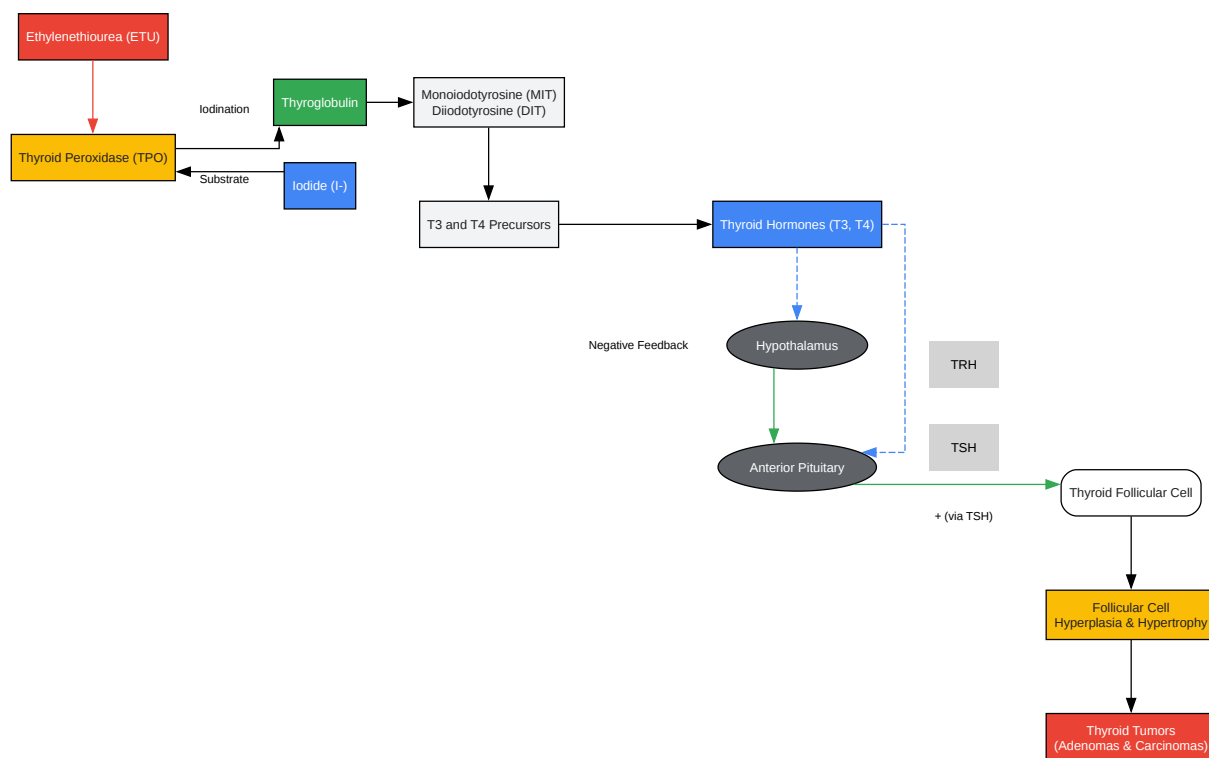 Ethylenethiourea (ETU)
Iodination
Thyroglobulin
Monoiodotyrosine (MIT)
Diiodotyrosine (DIT)
Thyroid Peroxidase (TPO)
Substrate
Iodide (I-)
T3 and T4 Precursors
Thyroid Hormones (T3, T4)
Negative Feedback
Hypothalamus
TRH
TSH
Anterior Pituitary
Thyroid Follicular Cell
+ (via TSH)
Follicular Cell
Hyperplasia & Hypertrophy
Thyroid Tumors
(Adenomas & Carcinomas)